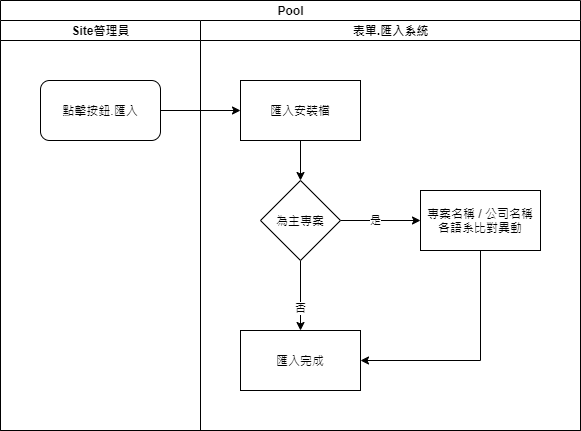 Pool
Site管理員
表單.匯入系統
點擊按鈕.匯入
匯入安裝檔
為主專案
是
專案名稱 / 公司名稱
各語系比對異動
否
匯入完成